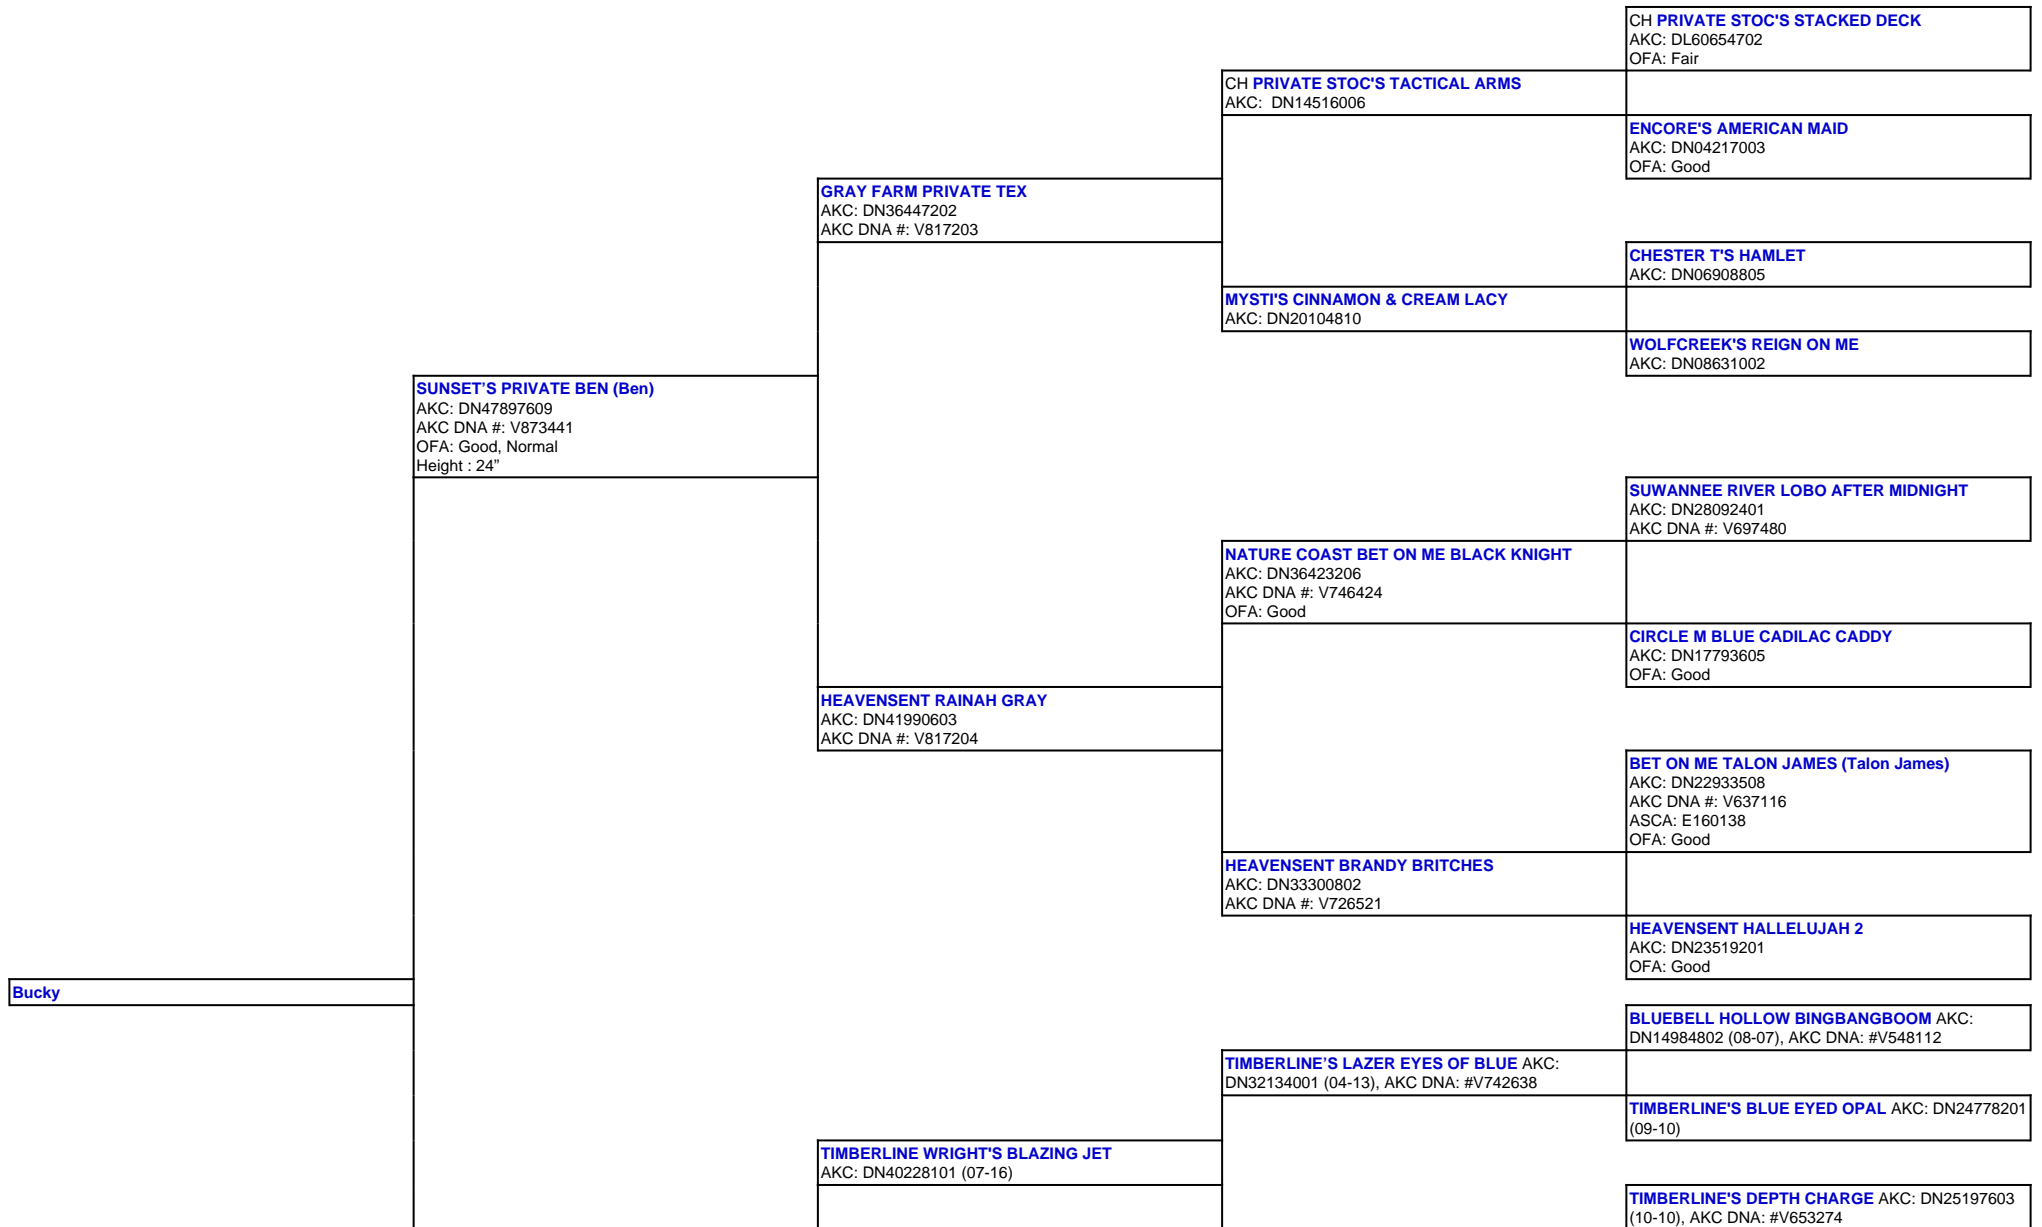 CH PRIVATE STOC'S STACKED DECK
AKC: DL60654702
OFA: Fair
CH PRIVATE STOC'S TACTICAL ARMS
AKC:  DN14516006
ENCORE'S AMERICAN MAID
AKC: DN04217003
OFA: Good
GRAY FARM PRIVATE TEX
AKC: DN36447202
AKC DNA #: V817203
CHESTER T'S HAMLET
AKC: DN06908805
MYSTI'S CINNAMON & CREAM LACY
AKC: DN20104810
WOLFCREEK'S REIGN ON ME
AKC: DN08631002
SUNSET’S PRIVATE BEN (Ben)
AKC: DN47897609
AKC DNA #: V873441
OFA: Good, Normal
Height : 24”
SUWANNEE RIVER LOBO AFTER MIDNIGHT
AKC: DN28092401
AKC DNA #: V697480
NATURE COAST BET ON ME BLACK KNIGHT
AKC: DN36423206
AKC DNA #: V746424
OFA: Good
CIRCLE M BLUE CADILAC CADDY
AKC: DN17793605
OFA: Good
HEAVENSENT RAINAH GRAY
AKC: DN41990603
AKC DNA #: V817204
BET ON ME TALON JAMES (Talon James)
AKC: DN22933508
AKC DNA #: V637116
ASCA: E160138
OFA: Good
HEAVENSENT BRANDY BRITCHES
AKC: DN33300802
AKC DNA #: V726521
HEAVENSENT HALLELUJAH 2
AKC: DN23519201
OFA: Good
Bucky
BLUEBELL HOLLOW BINGBANGBOOM AKC:
DN14984802 (08-07), AKC DNA: #V548112
TIMBERLINE’S LAZER EYES OF BLUE AKC:
DN32134001 (04-13), AKC DNA: #V742638
TIMBERLINE'S BLUE EYED OPAL AKC: DN24778201
(09-10)
TIMBERLINE WRIGHT'S BLAZING JET
AKC: DN40228101 (07-16)
TIMBERLINE'S DEPTH CHARGE AKC: DN25197603
(10-10), AKC DNA: #V653274